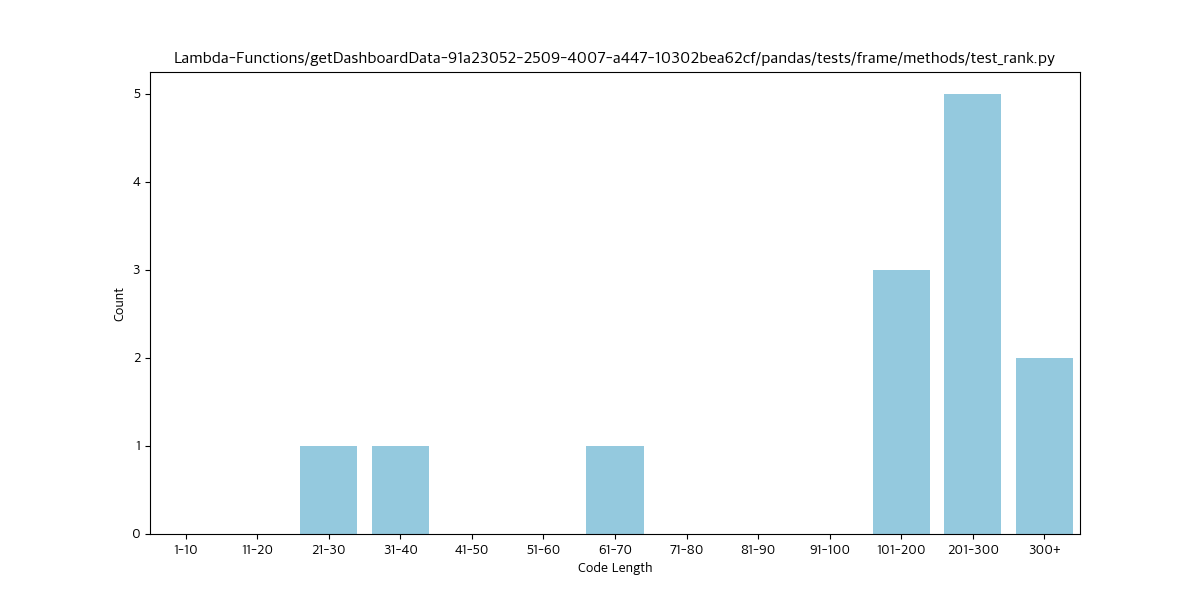 Lambda-Functions/getDashboardData-91a23052-2509-4007-a447-10302bea62cf/pandas/tests/frame/methods/test_rank.py
5
4
3
2
1
0
Count
1-10 11-20 21-30 31-40 41-50 51-60 61-70 71-80 81-90 91-100 101-200 201-300 300+
Code Length